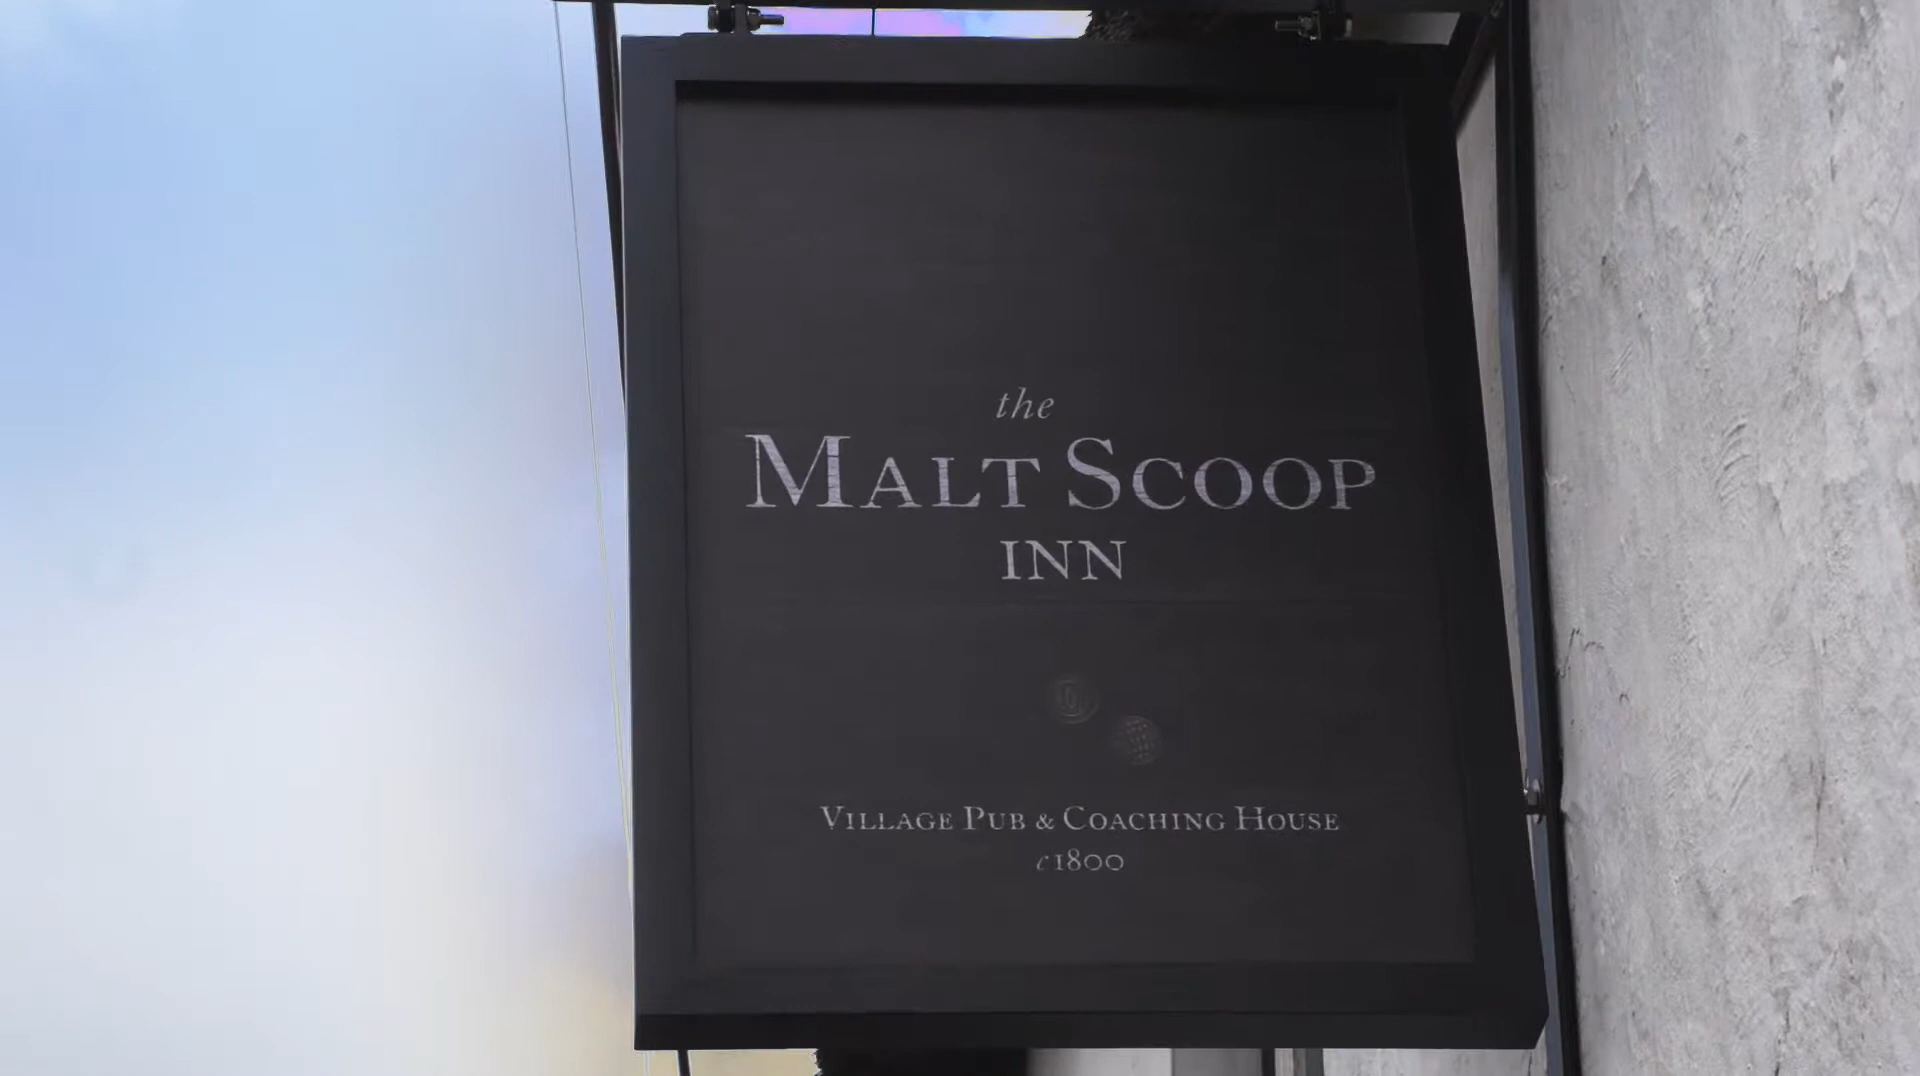 the
MALT SCOOP
INN
VILLAGE PUB & COACHING HOUSE
c1800